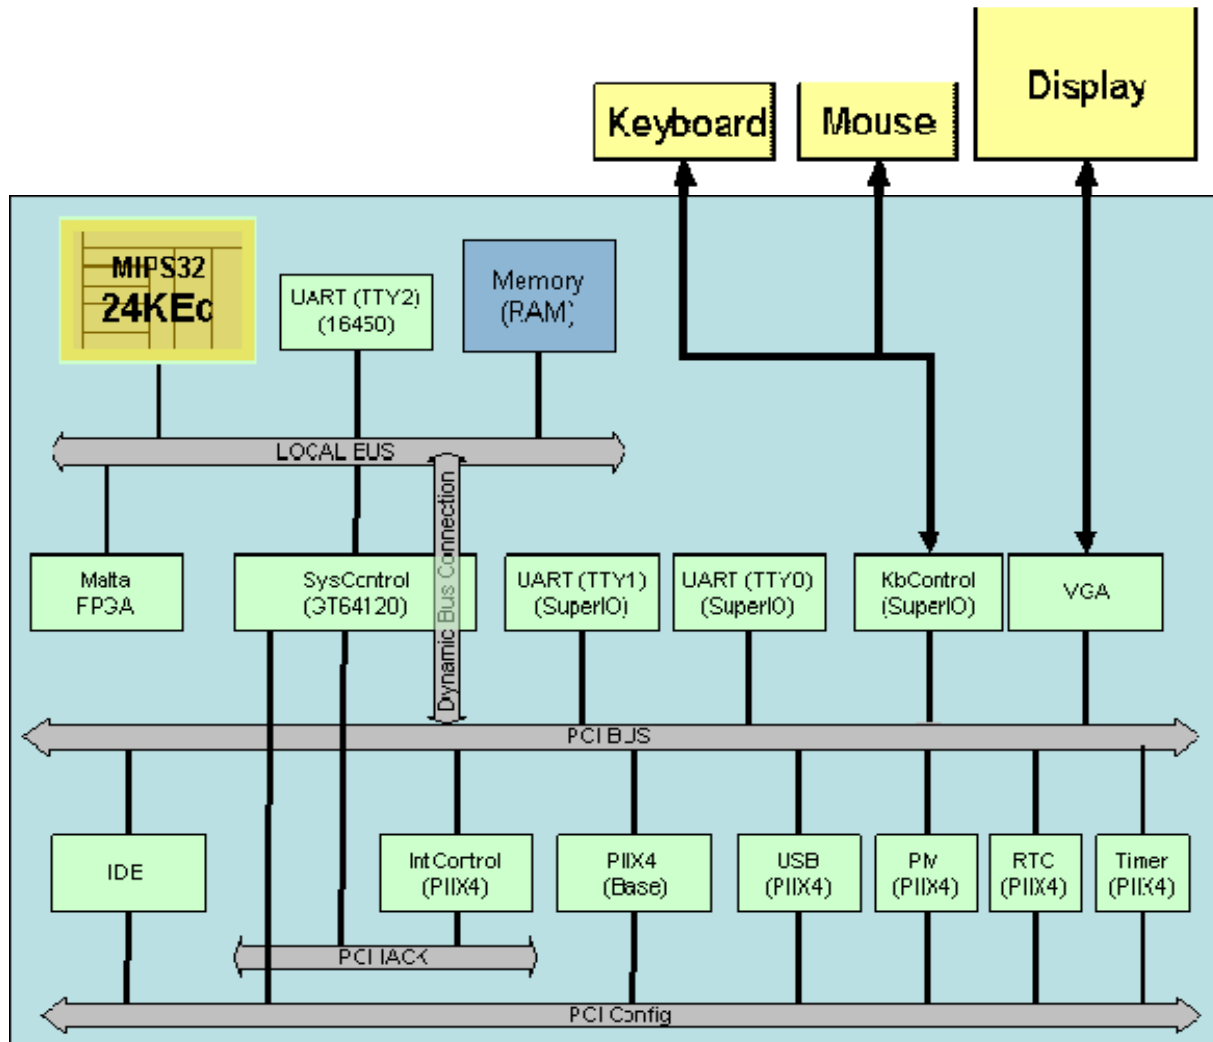 Display
Keyboard
Mouse
MIPS32
24KEc
UART (TTY2)
(16450)
Memory
(RAM)
LOCAL BUS
Dynamic Bus Connection
Malta
FPGA
SysControl
(GT64120)
UART (TTY1)
(SuperIO)
UART (TTY0)
(SuperIO)
KbControl
(SuperIO)
VGA
PCI BUS
IDE
IntControl
(PIIX4)
PIIX4
(Base)
USB
(PIIX4)
PM
(PIIX4)
RTC
(PIIX4)
Timer
(PIIX4)
PCI IACK
PCI Config